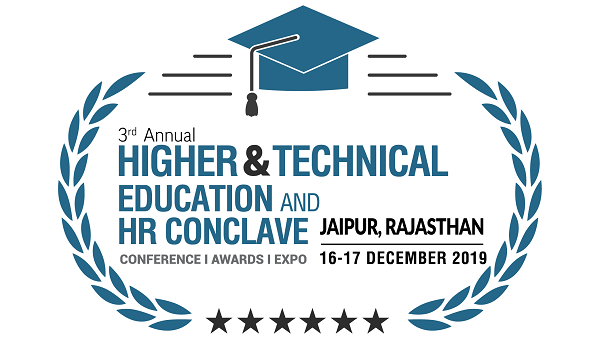 3rd Annual
HIGHER & TECHNICAL
EDUCATION AND
HR CONCLAVE
CONFERENCE I AWARDS I EXPO
JAIPUR, RAJASTHAN
16-17 DECEMBER 2019